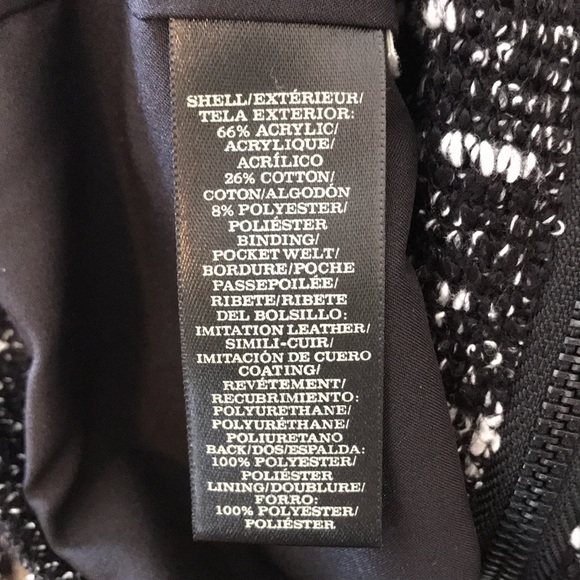 SHELL/EXTÉRIEUR/
TELA EXTERIOR:
66% ACRYLIC/
ACRYLIQUE/
ACRÍLICO
26% COTTON/
COTON/ALGODÓN
8% POLYESTER/
POLIÉSTER
BINDING/
POCKET WELT/
BORDURE/POCHE
PASSEPOILÉE/
RIBETE/RIBETE
DEL BOLSILLO:
IMITATION LEATHER/
SIMILI-CUIR/
IMITACIÓN DE CUERO
COATING/
REVÉTEMENT/
RECUBRIMIENTO:
POLYURETHANE/
POLYURÉTHANE/
POLIURETANO
BACK/DOS/ESPALDA:
100% POLYESTER/
POLIÉSTER
LINING/DOUBLURE/
FORRO:
100% POLYESTER/
POLIÉSTER